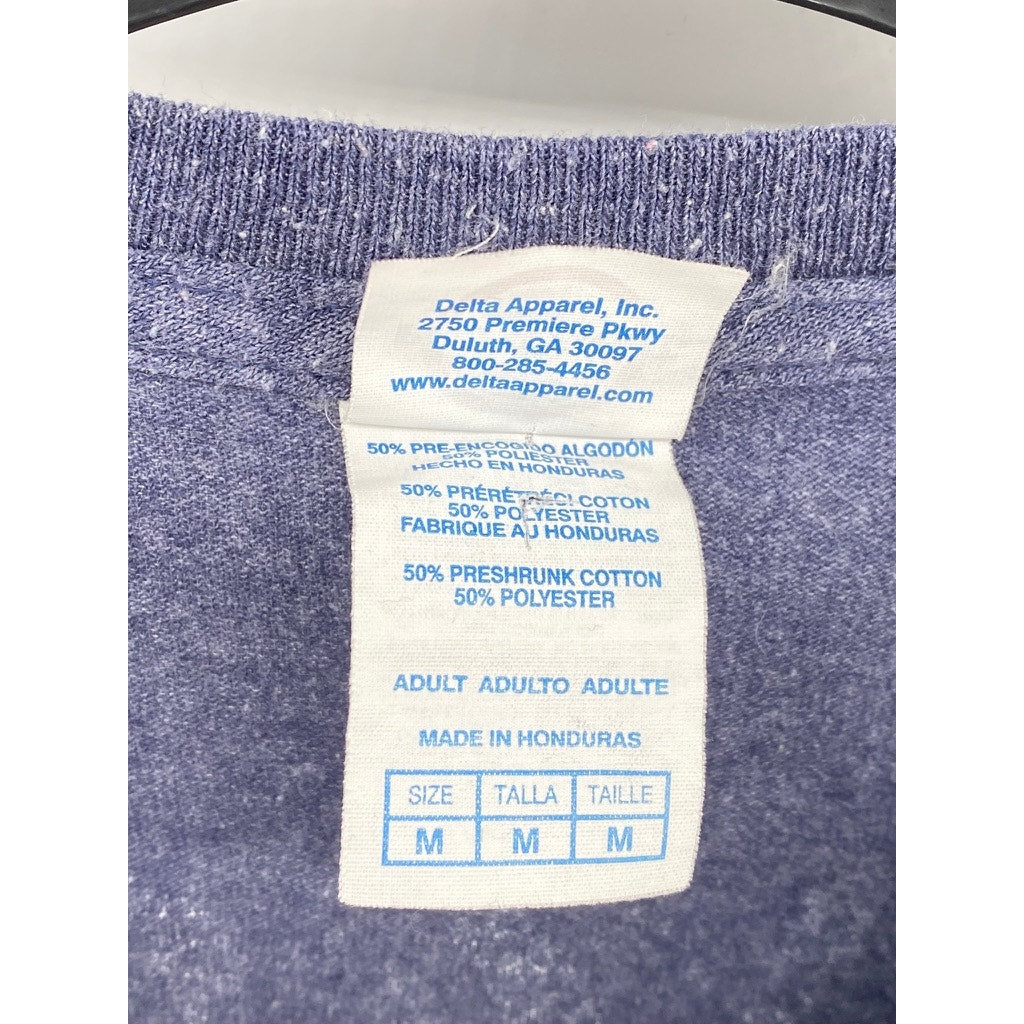 Delta Apparel, Inc.
2750 Premiere Pkwy
Duluth, GA 30097
800-285-4456
www.deltaapparel.com
50% PRE-ENCOGIDO ALGODÓN
50% POLIESTER
HECHO EN HONDURAS
50% PRÉRÉTRÉCI COTON
50% POLYESTER
FABRIQUE AU HONDURAS
50% PRESHRUNK COTTON
50% POLYESTER
ADULT ADULTO ADULTE
MADE IN HONDURAS
SIZE TALLA TAILLE
M M M